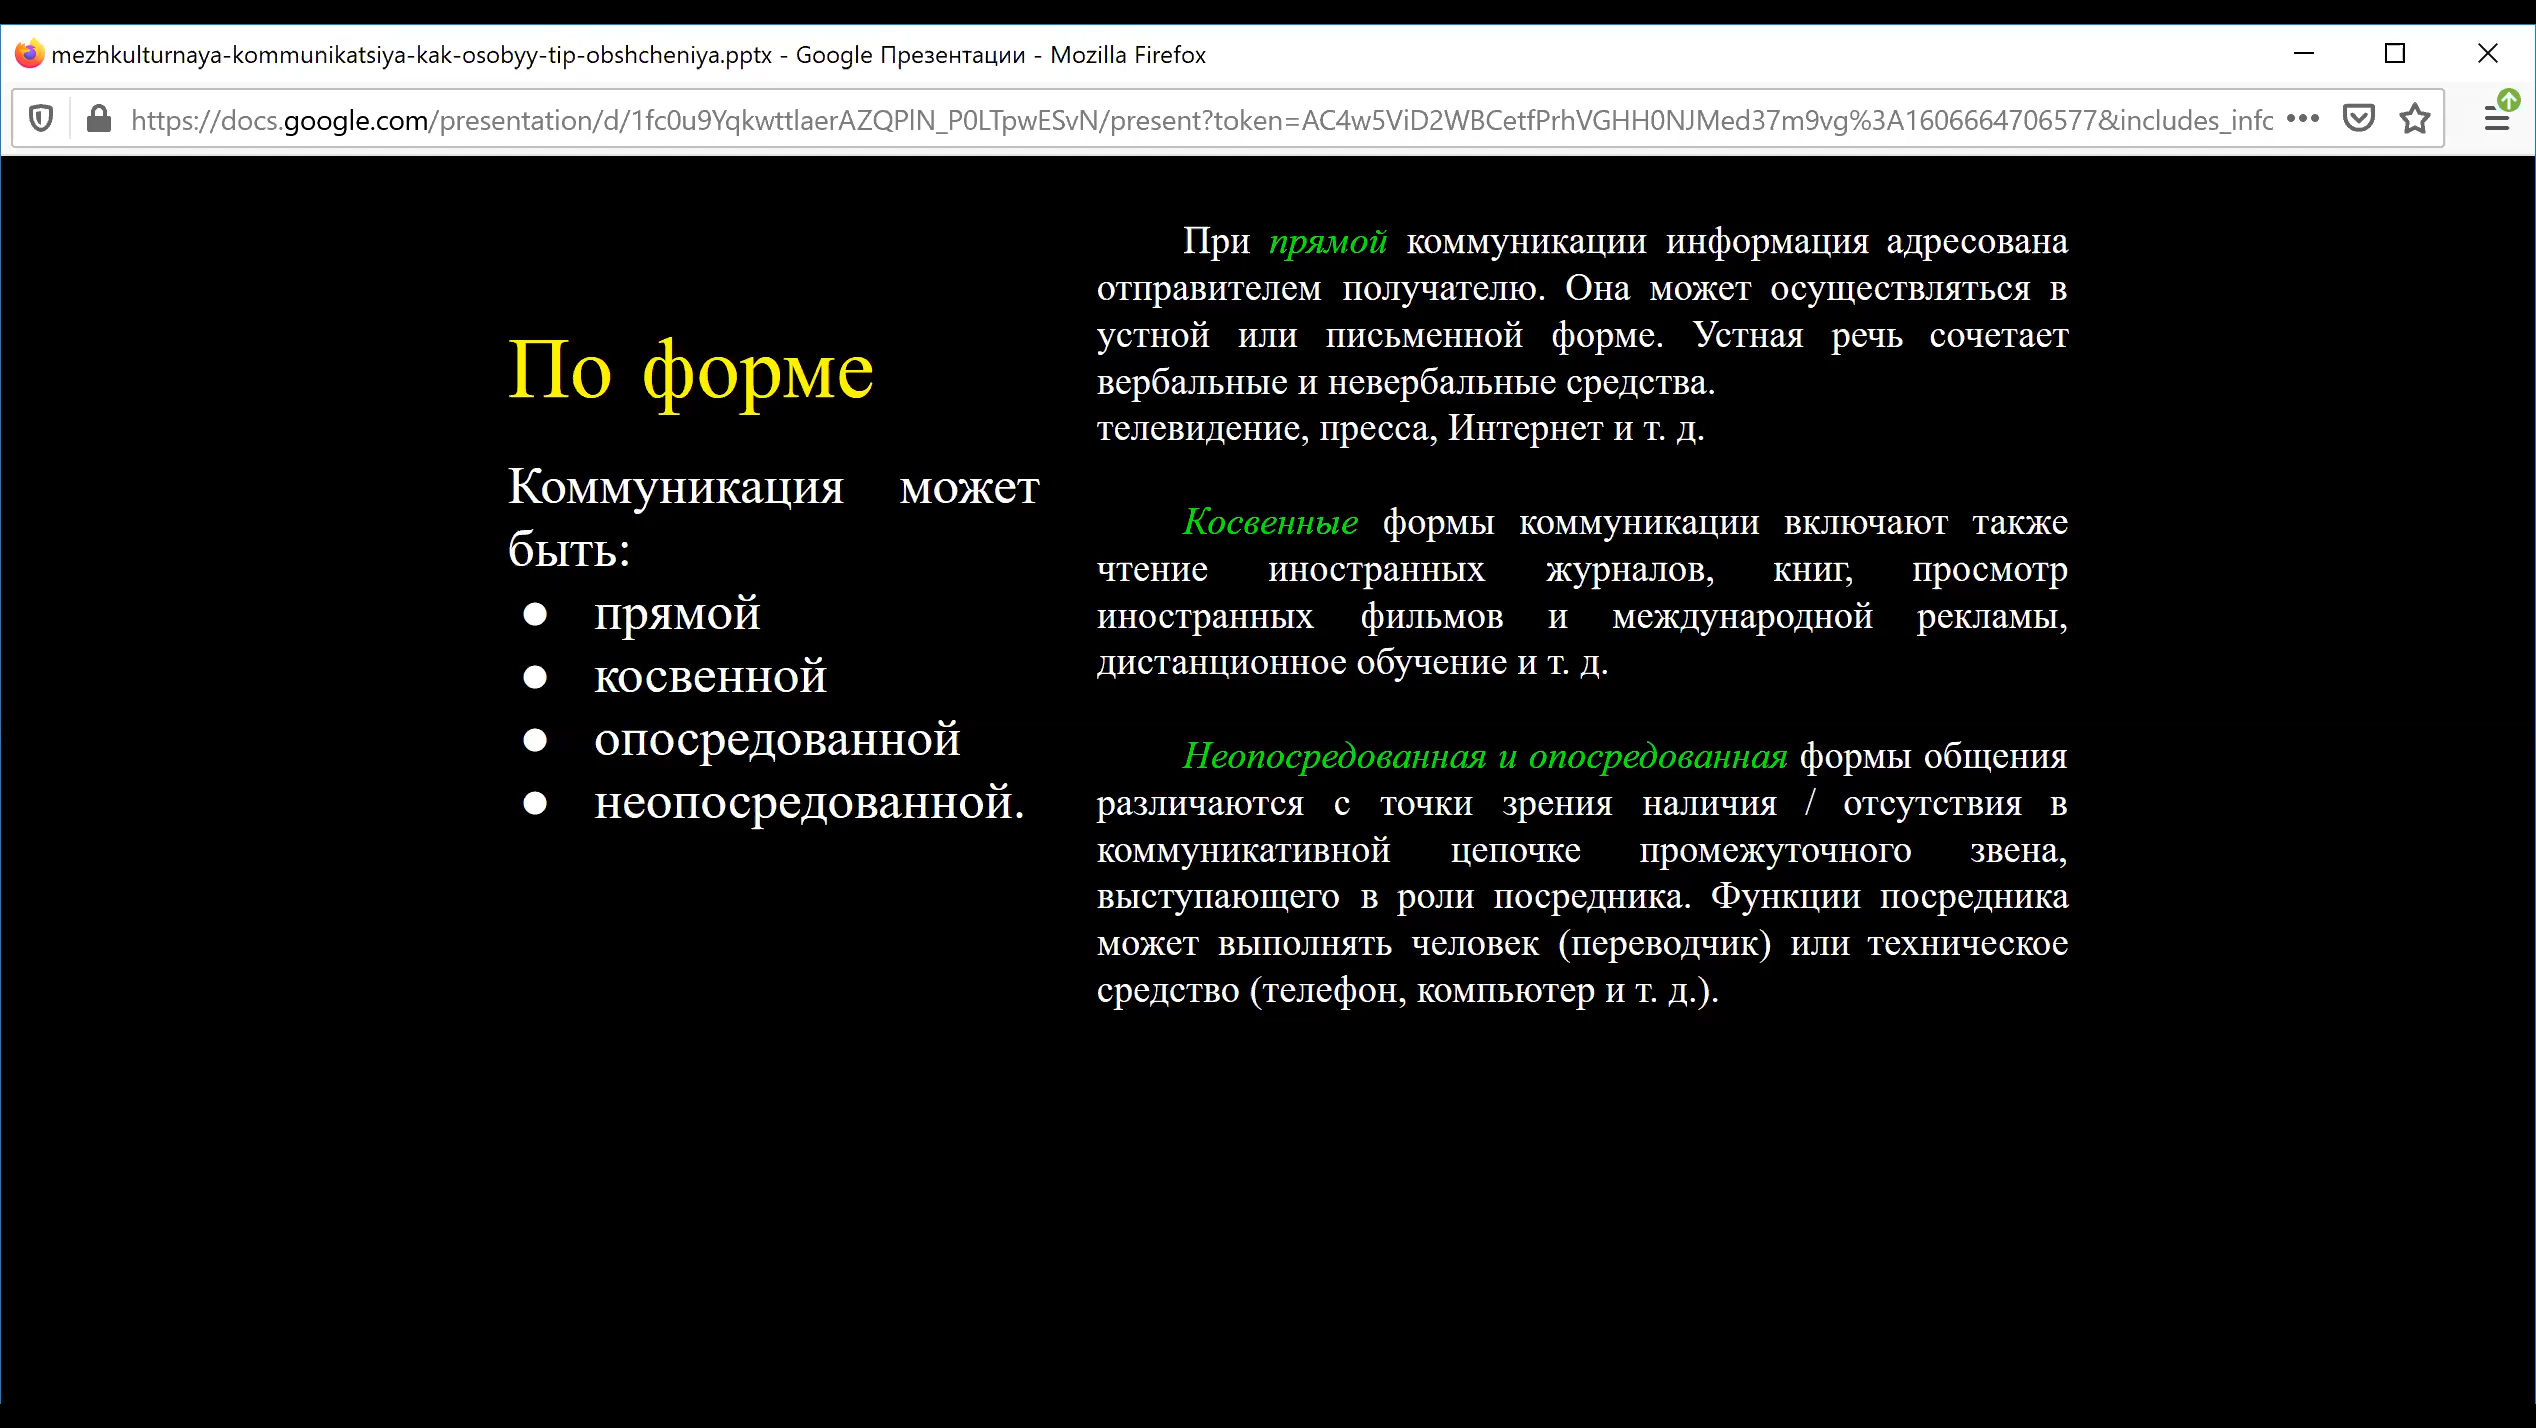 mezhkulturnaya-kommunikatsiya-kak-osobyy-tip-obshcheniya.pptx - Google Презентации - Mozilla Firefox
https://docs.google.com/presentation/d/1fc0u9YqkwttlaerAZQPlN_P0LTpwESvN/present?token=AC4w5ViD2WBCetfPrhVGHH0NJMed37m9vg%3A1606664706577&includes_infc
По форме
Коммуникация может
быть:
● прямой
● косвенной
● опосредованной
● неопосредованной.
При прямой коммуникации информация адресована
отправителем получателю. Она может осуществляться в
устной или письменной форме. Устная речь сочетает
вербальные и невербальные средства.
телевидение, пресса, Интернет и т. д.
Косвенные формы коммуникации включают также
чтение иностранных журналов, книг, просмотр
иностранных фильмов и международной рекламы,
дистанционное обучение и т. д.
Неопосредованная и опосредованная формы общения
различаются с точки зрения наличия / отсутствия в
коммуникативной цепочке промежуточного звена,
выступающего в роли посредника. Функции посредника
может выполнять человек (переводчик) или техническое
средство (телефон, компьютер и т. д.).